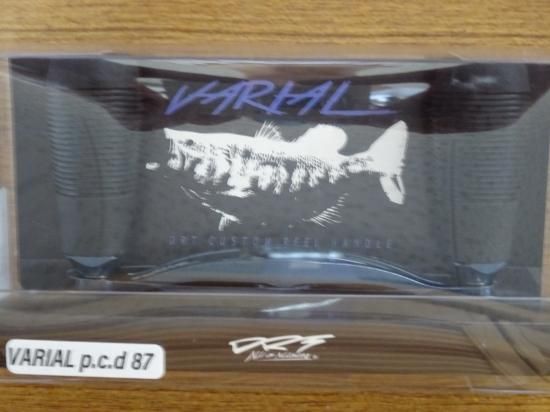 VARIAL
DRT CUSTOM REEL HANDLE
DRT
VARIAL p.c.d 87